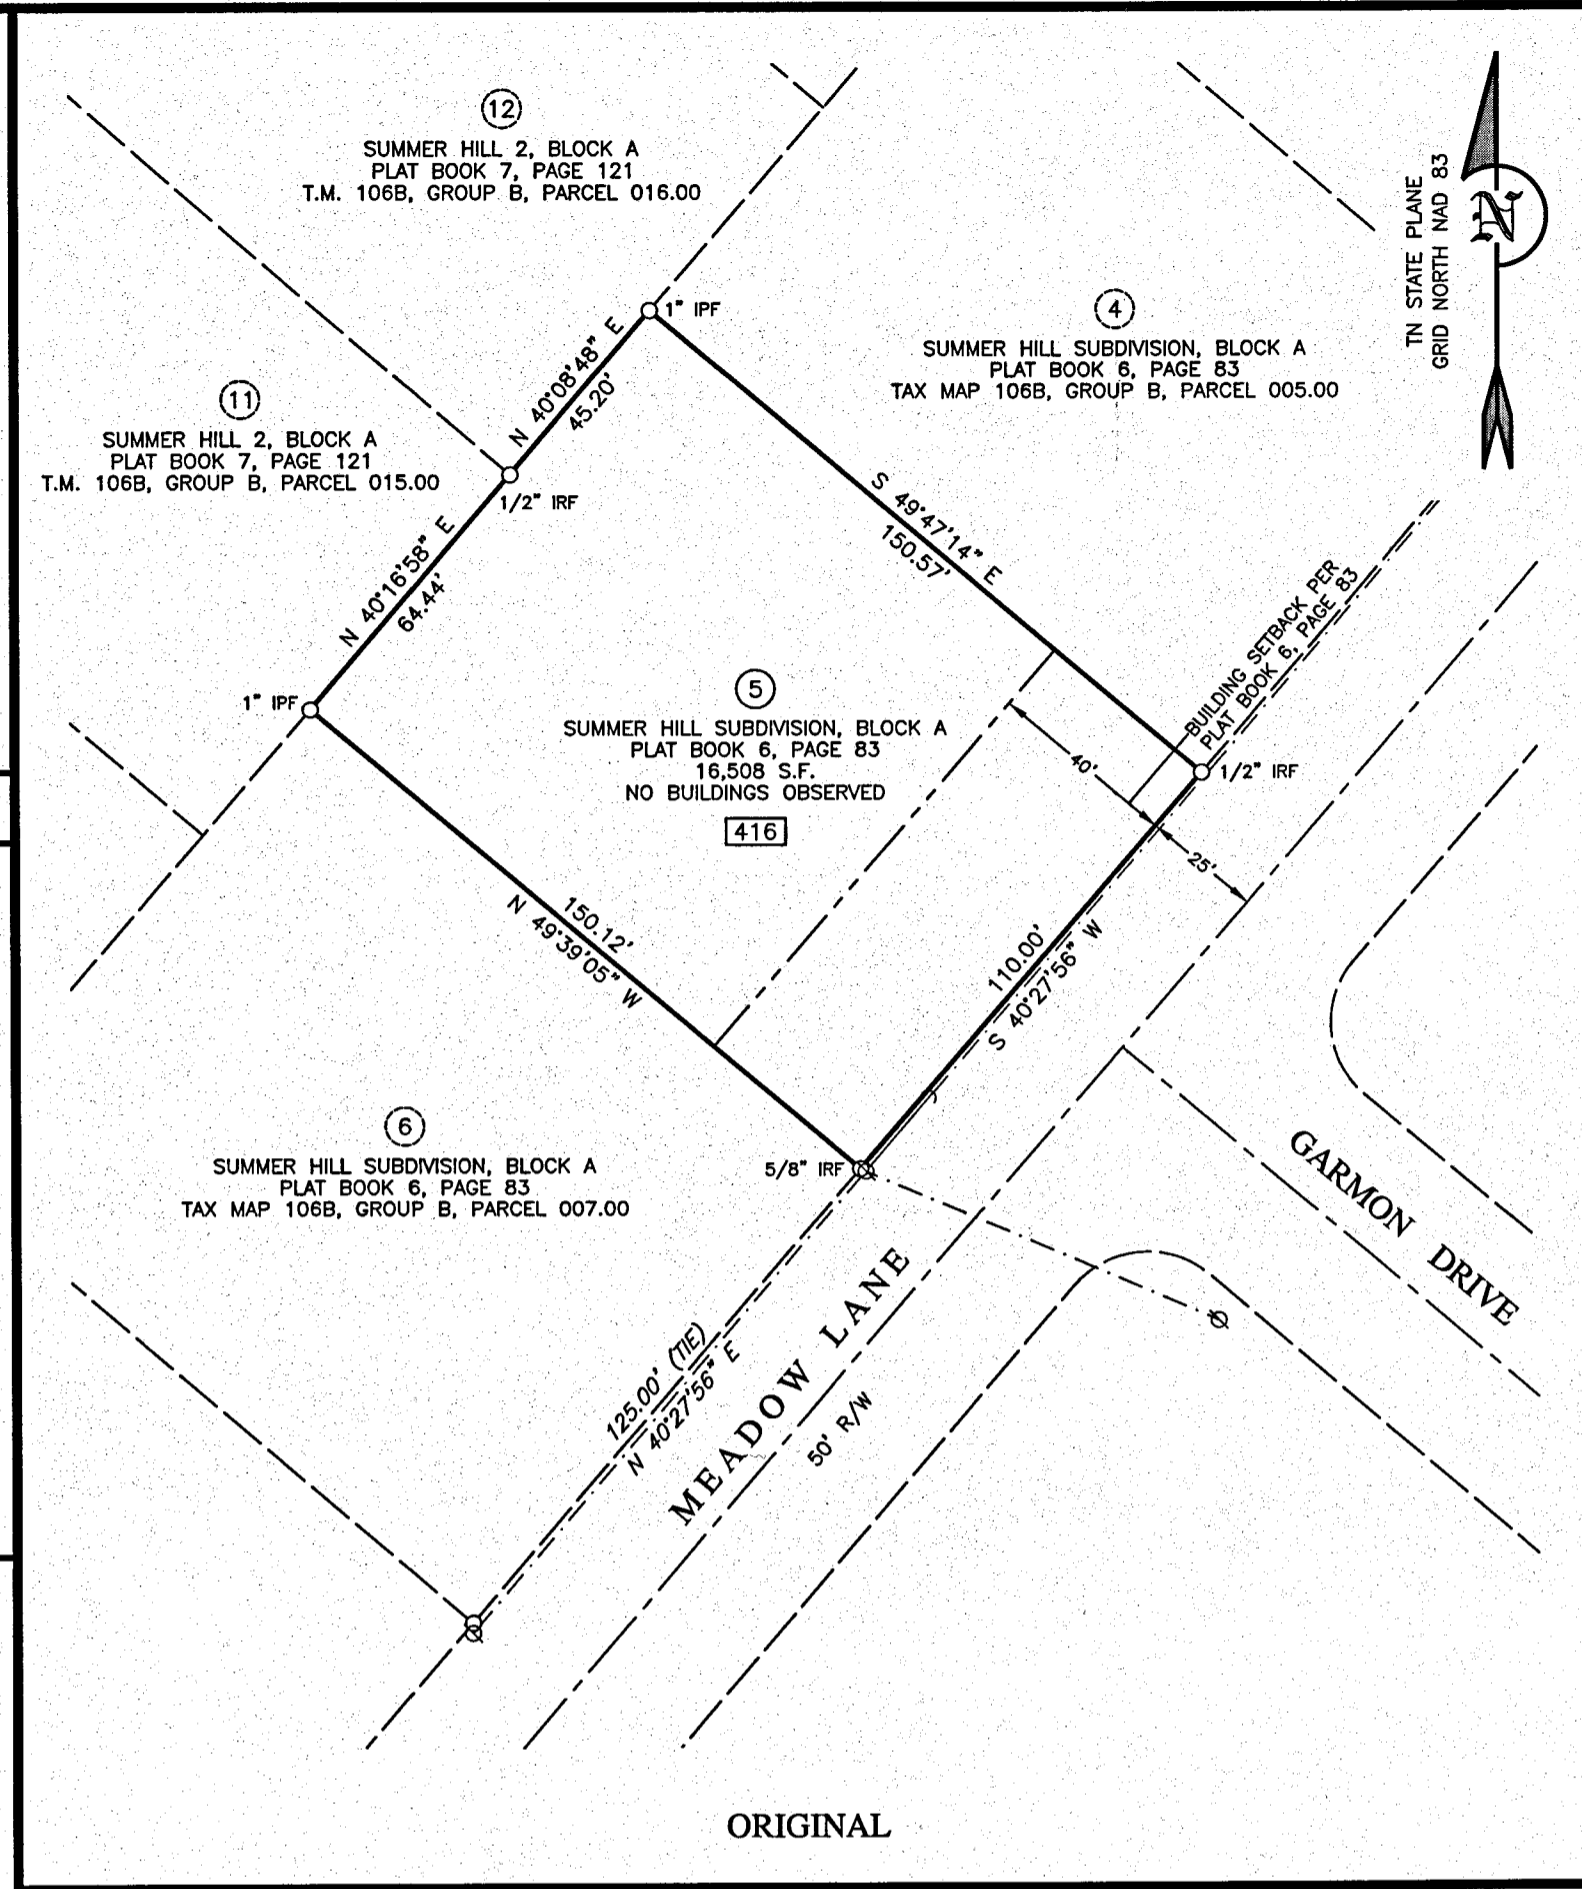 12
SUMMER HILL 2, BLOCK A
PLAT BOOK 7, PAGE 121
T.M. 106B, GROUP B, PARCEL 016.00
TN STATE PLANE
GRID NORTH NAD 83
N
1" IPF
4
SUMMER HILL SUBDIVISION, BLOCK A
PLAT BOOK 6, PAGE 83
TAX MAP 106B, GROUP B, PARCEL 005.00
N 40°08'48" E
45.20'
11
SUMMER HILL 2, BLOCK A
PLAT BOOK 7, PAGE 121
T.M. 106B, GROUP B, PARCEL 015.00
1/2" IRF
S 49°47'14" E
150.57'
N 40°16'58" E
64.44'
BUILDING SETBACK PER
PLAT BOOK 6, PAGE 83
1" IPF
5
SUMMER HILL SUBDIVISION, BLOCK A
PLAT BOOK 6, PAGE 83
16,508 S.F.
NO BUILDINGS OBSERVED
416
40'
1/2" IRF
25'
150.12'
N 49°39'05" W
110.00'
S 40°27'56" W
6
SUMMER HILL SUBDIVISION, BLOCK A
PLAT BOOK 6, PAGE 83
TAX MAP 106B, GROUP B, PARCEL 007.00
5/8" IRF
GARMON DRIVE
125.00' (TIE)
N 40°27'56" E
MEADOW LANE
50' R/W
ORIGINAL